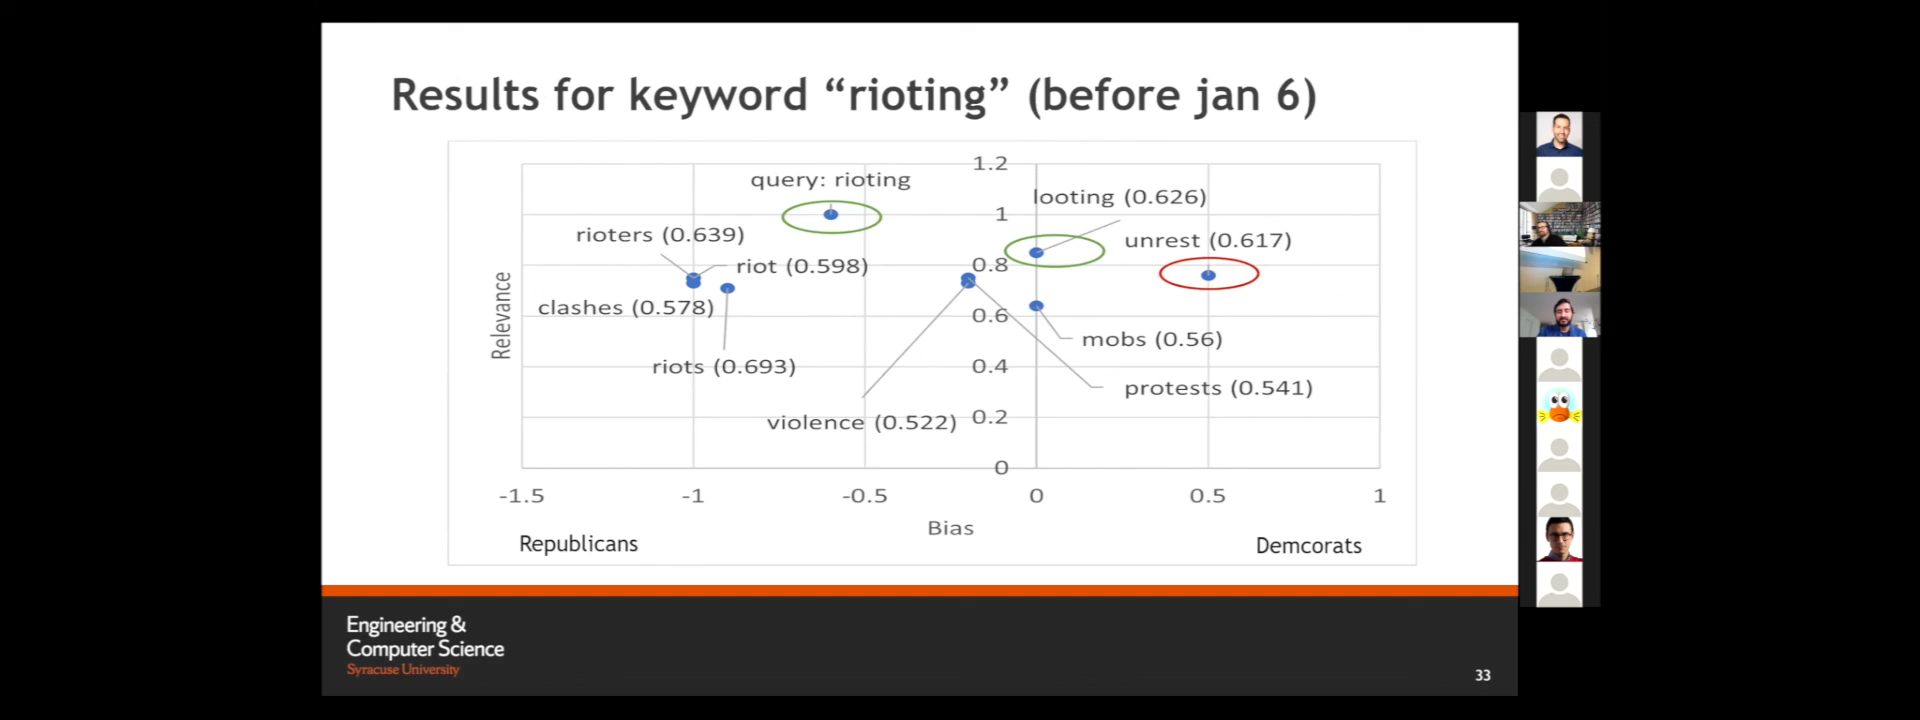 Results for keyword “rioting” (before jan 6)
1.2
query: rioting
looting (0.626)
1
rioters (0.639)
unrest (0.617)
riot (0.598)
0.8
Relevance
clashes (0.578)
0.6
mobs (0.56)
riots (0.693)
0.4
protests (0.541)
violence (0.522)
0.2
0
-1.5 -1 -0.5 0 0.5 1
Bias
Republicans
Demcorats
Engineering &
Computer Science
Syracuse University
33